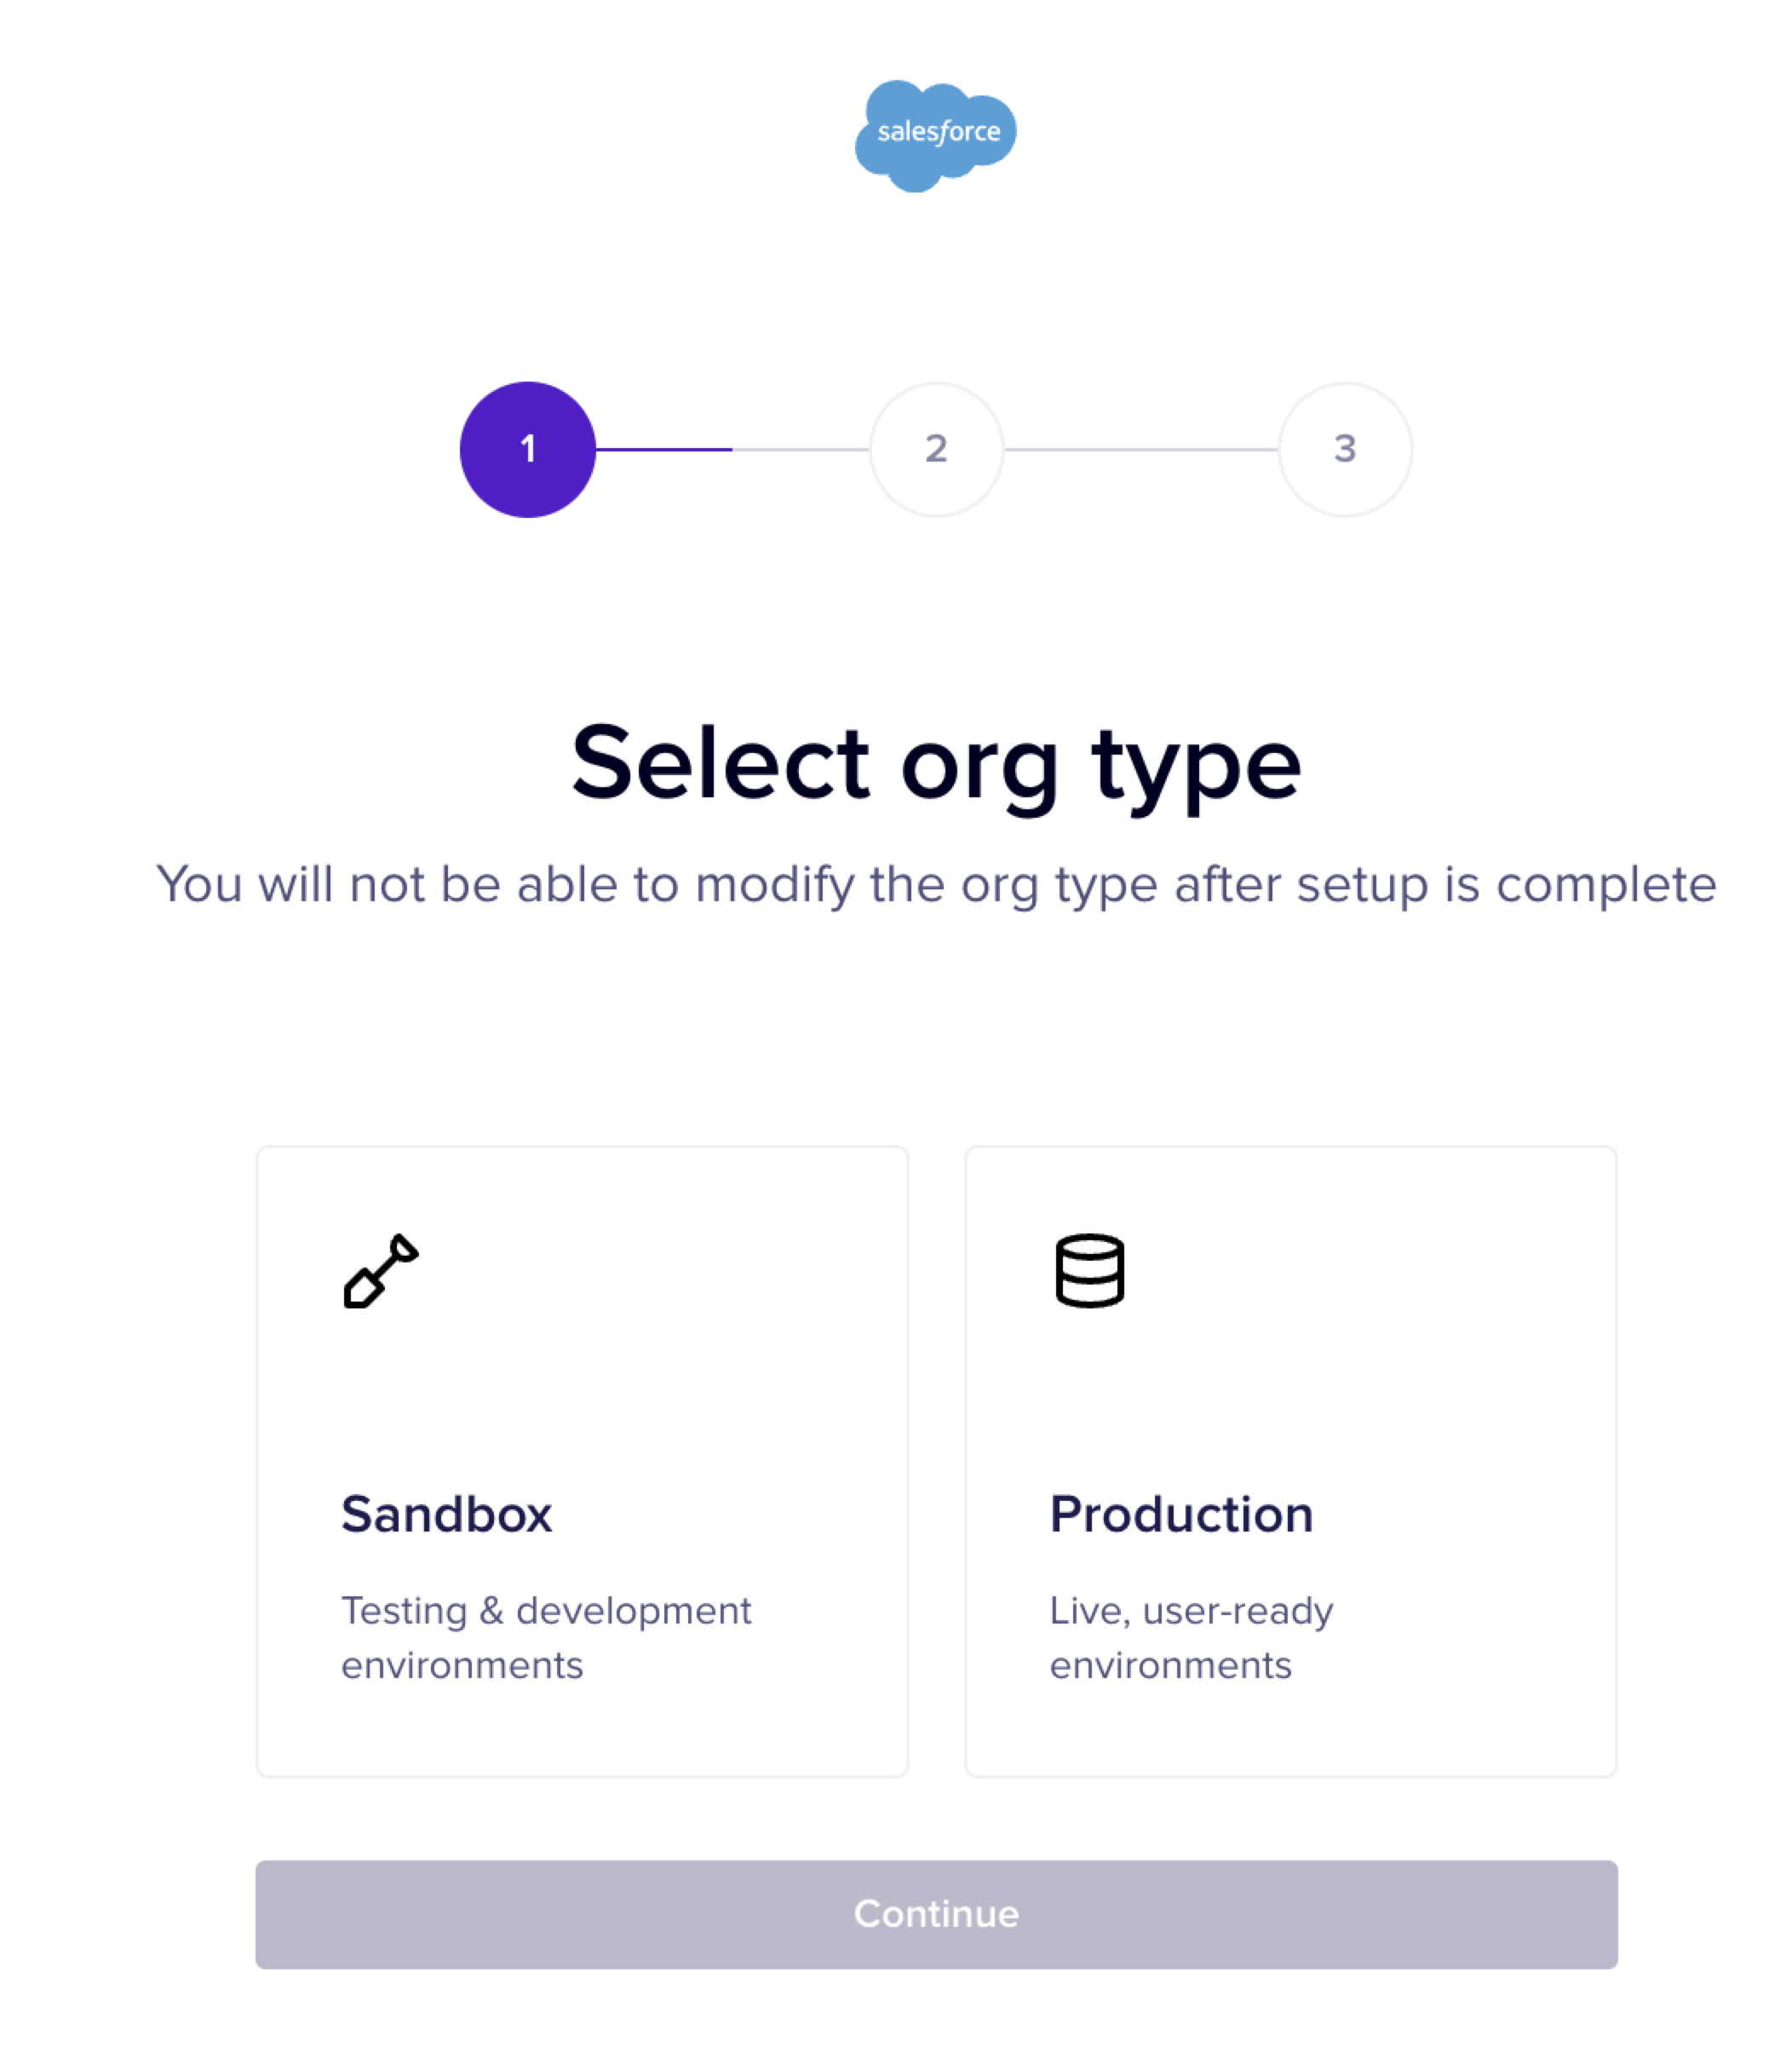 salesforce
1 2 3
Select org type
You will not be able to modify the org type after setup is complete
Sandbox
Testing & development
environments
Production
Live, user-ready
environments
Continue